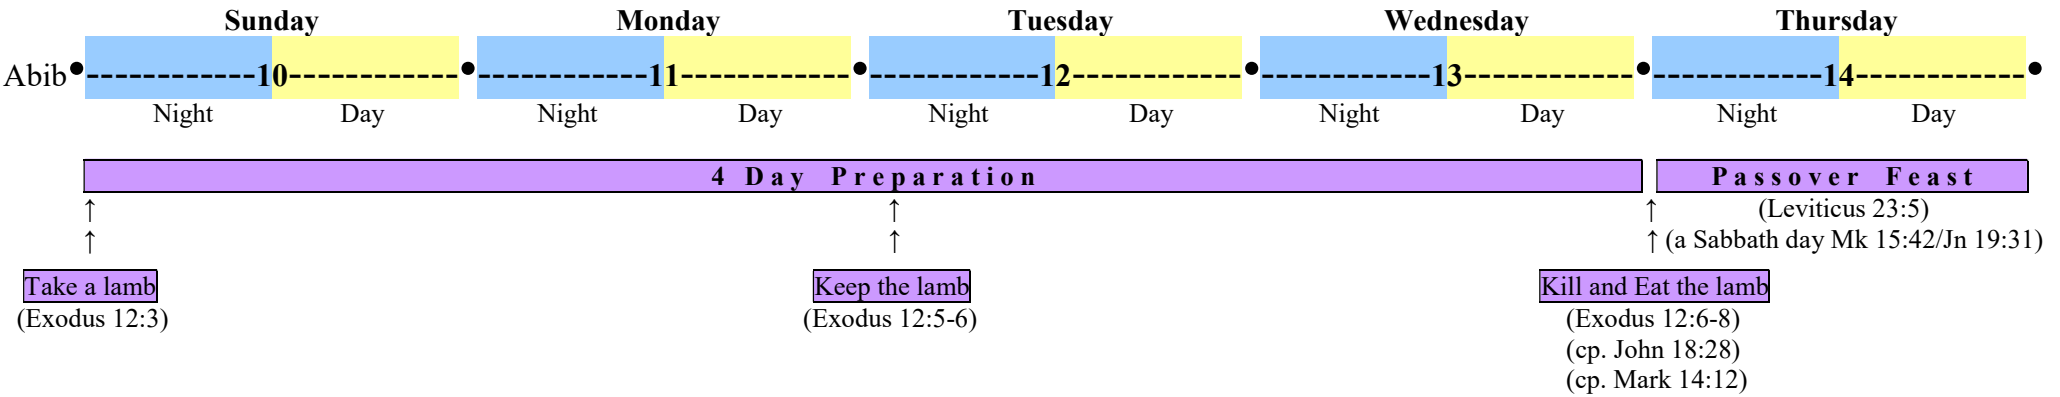 Sunday Monday Tuesday Wednesday Thursday
Abib •------------10------------•------------11------------•------------12------------•------------13------------•------------14------------•
Night Day Night Day Night Day Night Day Night Day
4 Day Preparation Passover Feast
↑ ↑ ↑ (Leviticus 23:5)
↑ ↑ ↑ (a Sabbath day Mk 15:42/Jn 19:31)
Take a lamb Keep the lamb Kill and Eat the lamb
(Exodus 12:3) (Exodus 12:5-6) (Exodus 12:6-8)
(cp. John 18:28)
(cp. Mark 14:12)